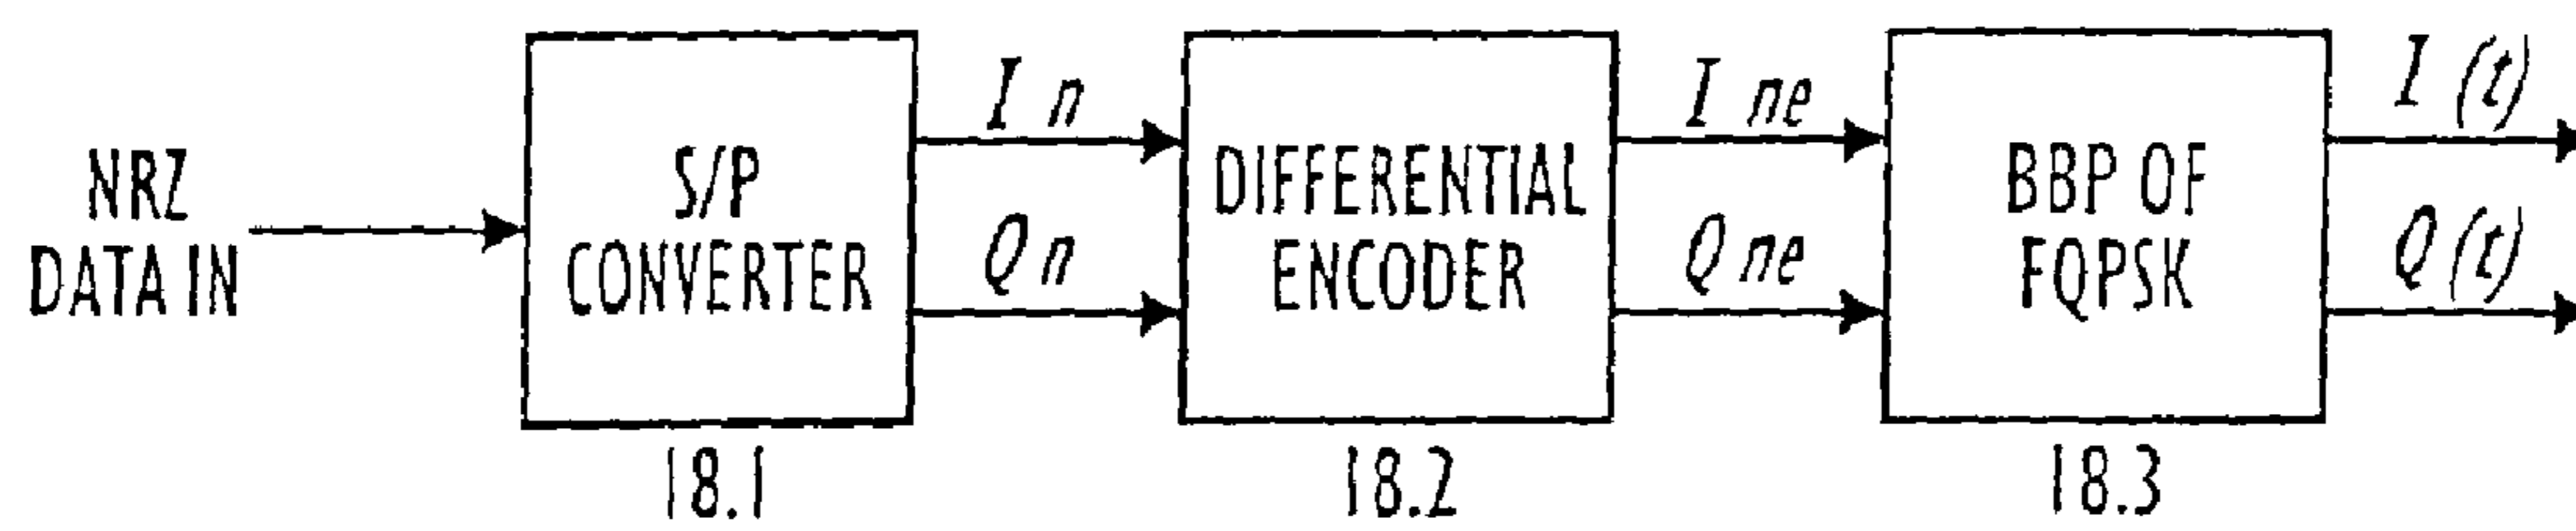 NRZ
DATA IN
S/P
CONVERTER
18.1
I n
Q n
DIFFERENTIAL
ENCODER
18.2
I ne
Q ne
BBP OF
FQPSK
18.3
I (t)
Q (t)